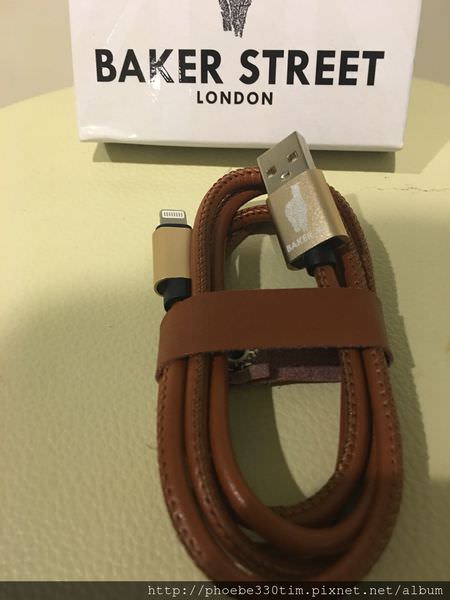 BAKER STREET
LONDON
BAKER ST
http://phoebe330tim.pixnet.net/album